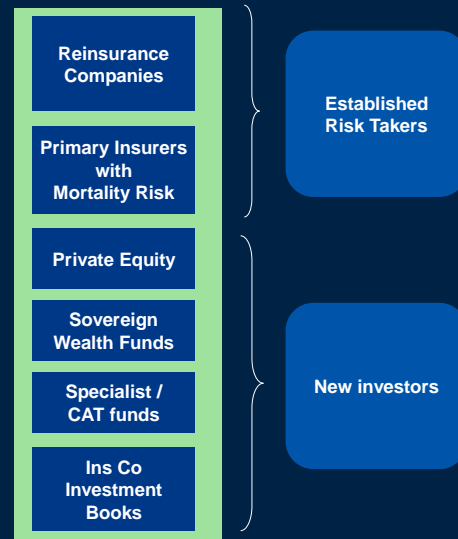 Reinsurance
Companies
Primary Insurers
with
Mortality Risk
Established
Risk Takers
Private Equity
Sovereign
Wealth Funds
Specialist /
CAT funds
Ins Co
Investment
Books
New investors